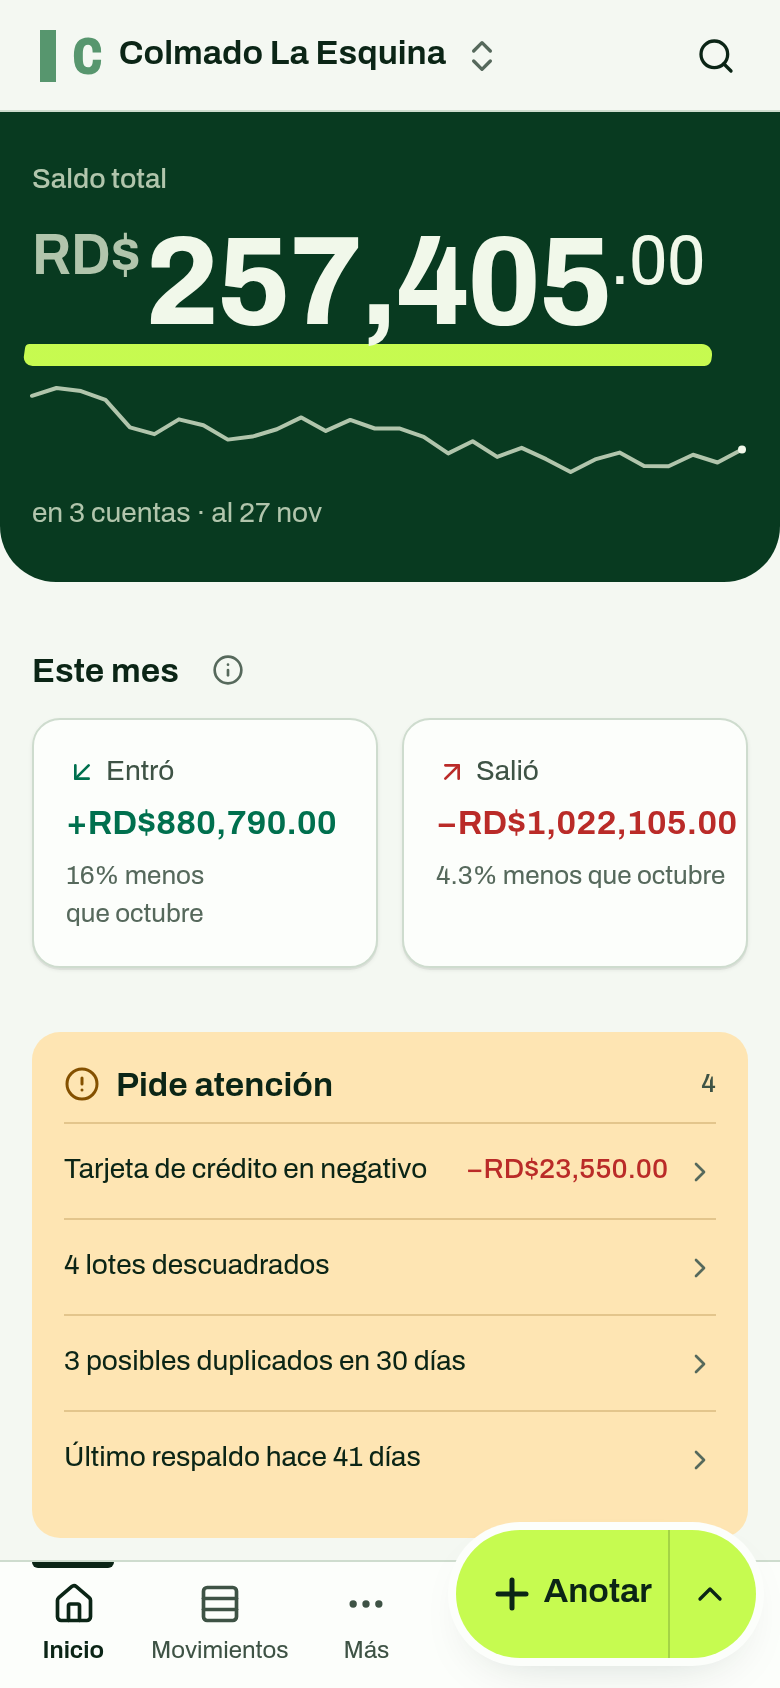 C Colmado La Esquina
Saldo total
RD$257,405.00
en 3 cuentas · al 27 nov
Este mes
Entró
+RD$880,790.00
16% menos
que octubre
Salió
−RD$1,022,105.00
4.3% menos que octubre
Pide atención 4
Tarjeta de crédito en negativo −RD$23,550.00
4 lotes descuadrados
3 posibles duplicados en 30 días
Último respaldo hace 41 días
Anotar
Inicio
Movimientos
Más